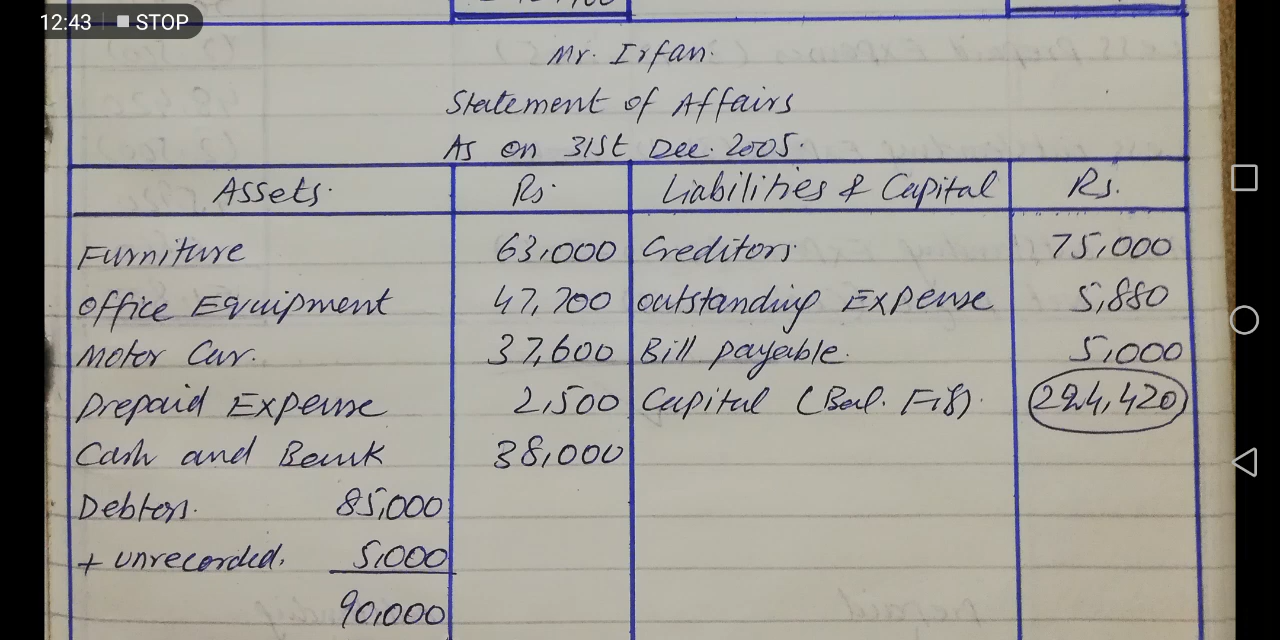 12:43 STOP
Mr. Irfan.
Statement of Affairs
As on 31st Dec. 2005.
Assets. Rs. Liabilities & Capital Rs.
Furniture 63,000 Creditors. 75,000
Office Equipment 47,700 outstanding Expense 5,880
Motor Car. 37,600 Bill payable. 5,000
Prepaid Expense 2,500 Capital (Bal. Fig). 224,420
Cash and Bank 38,000
Debtors. 85,000
+ unrecorded. 5,000
90,000